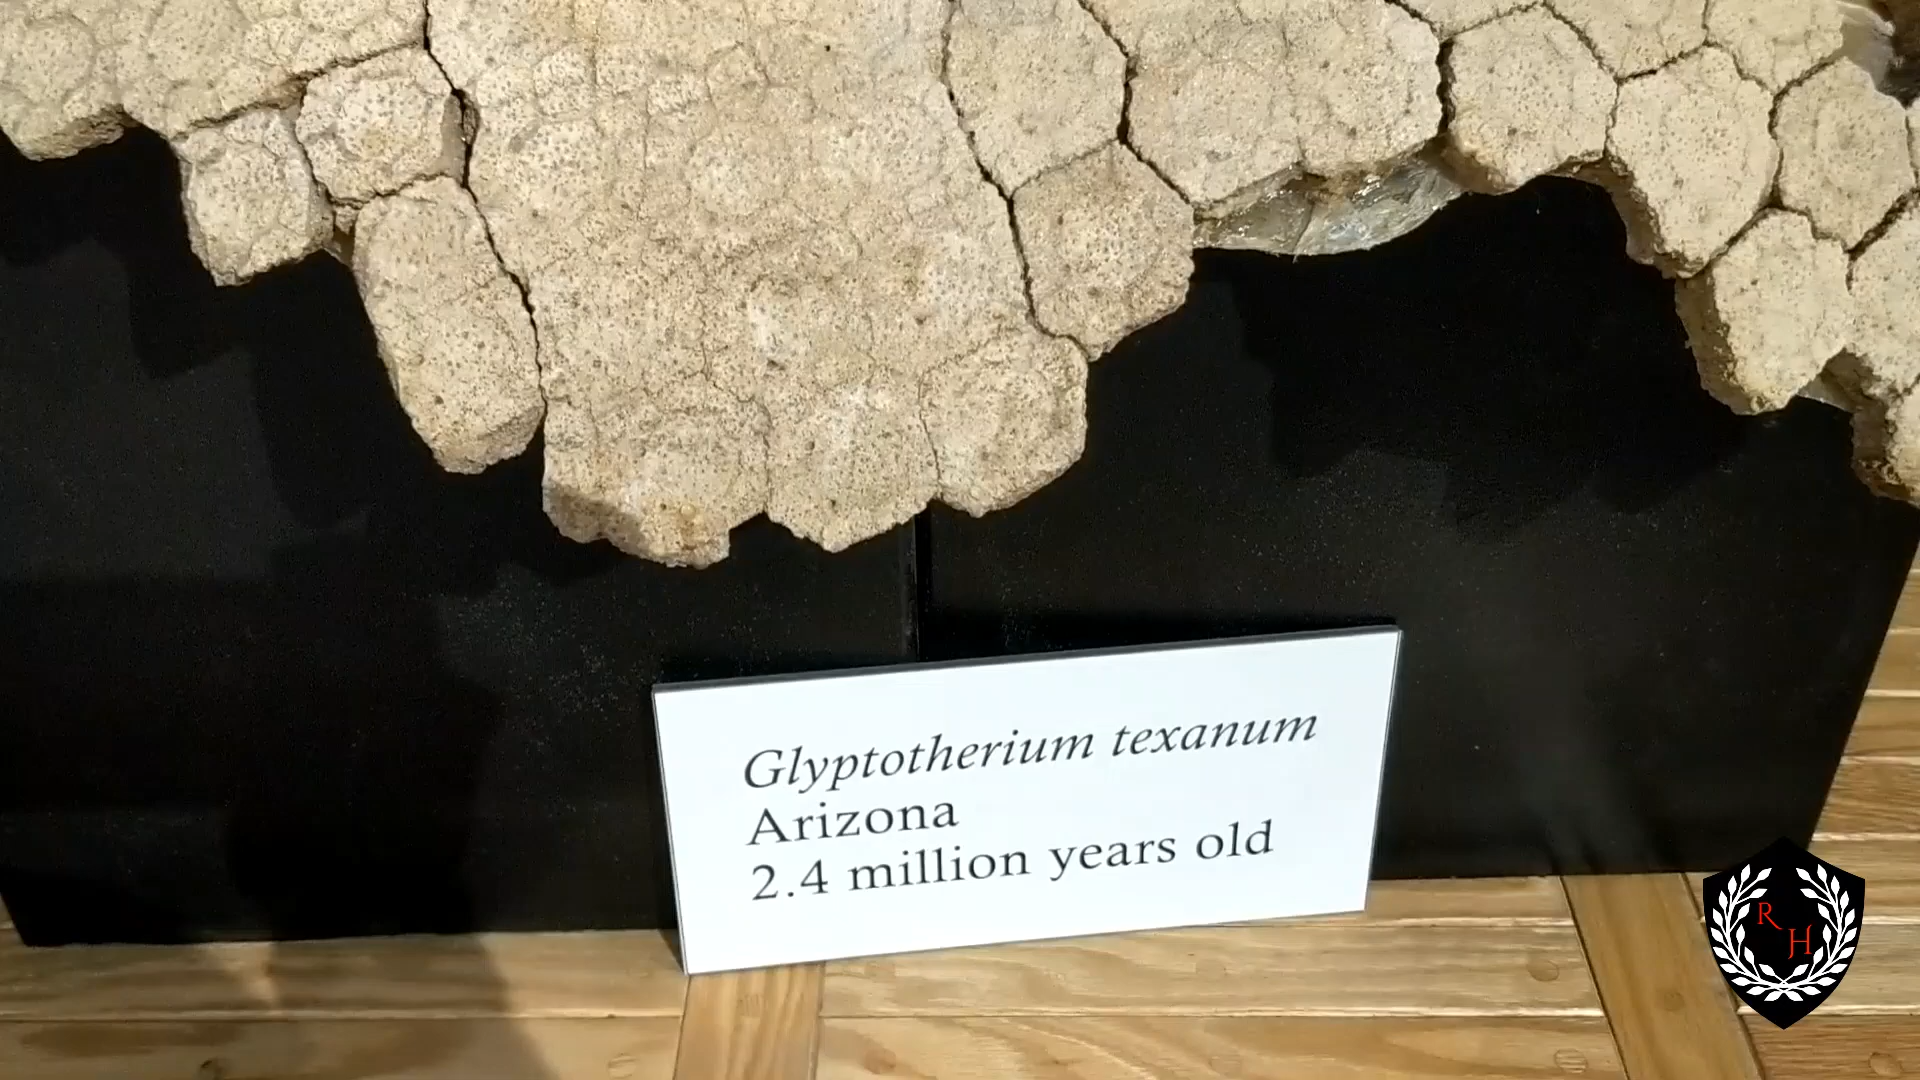 Glyptotherium texanum
Arizona
2.4 million years old
R
H